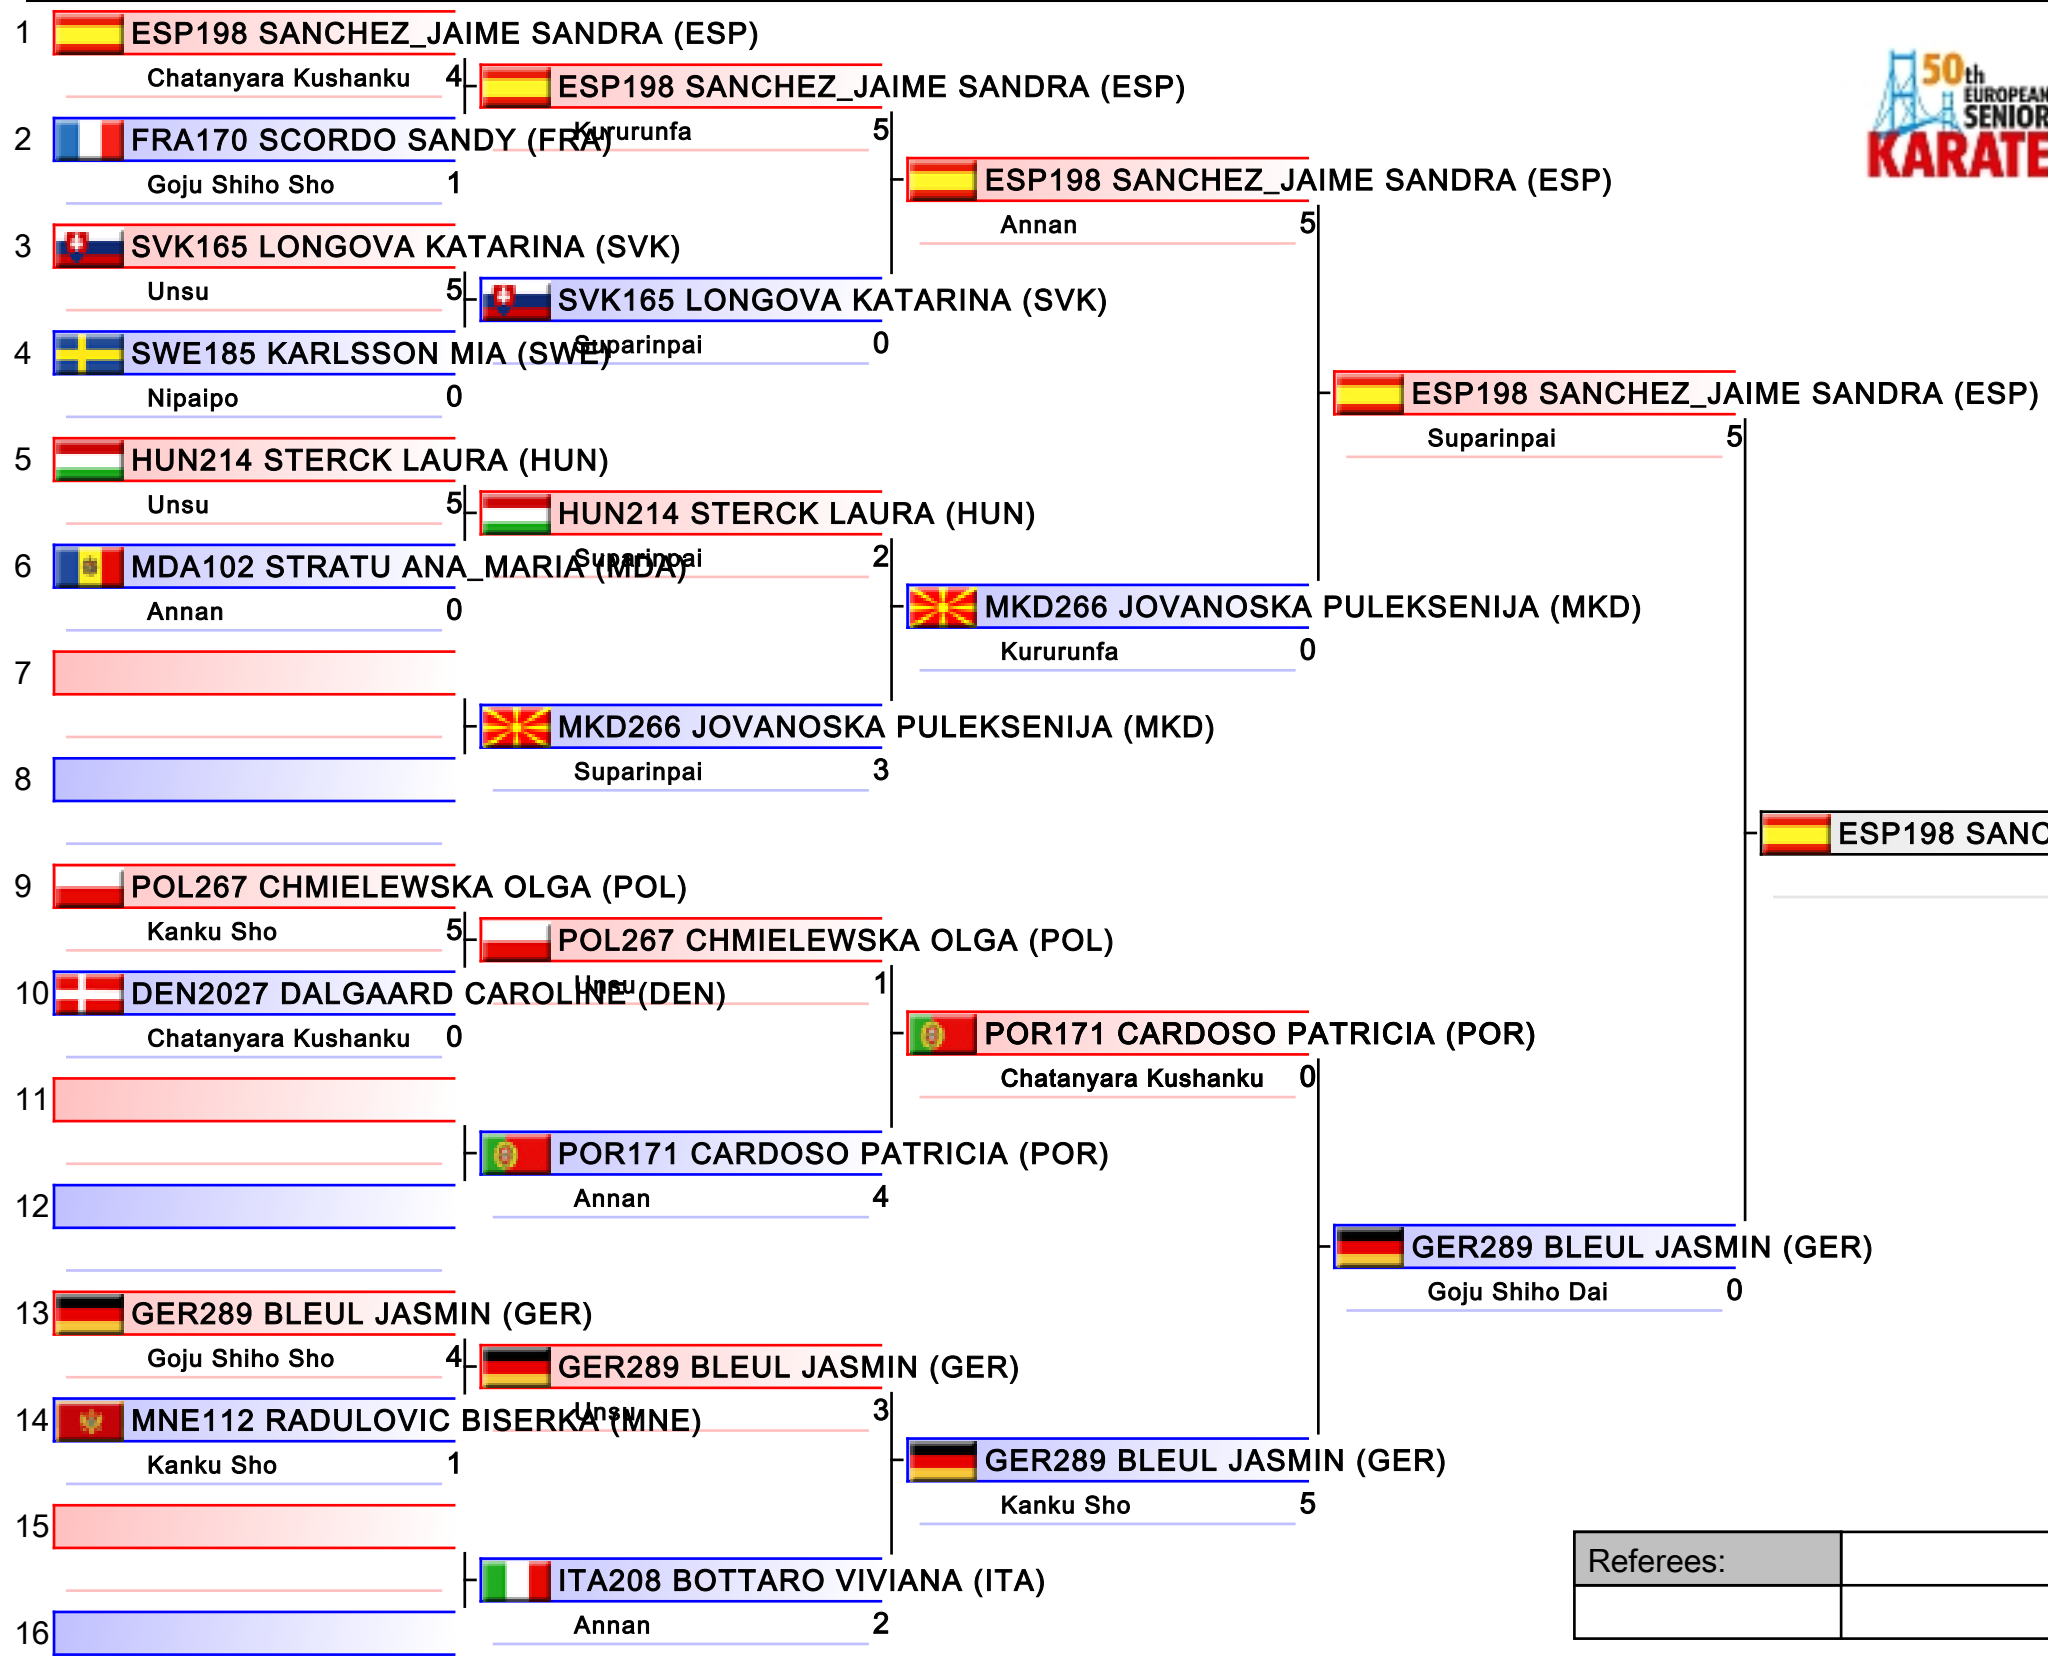 1
ESP198 SANCHEZ_JAIME SANDRA (ESP)
Chatanyara Kushanku 4
2
FRA170 SCORDO SANDY (FRA)
Goju Shiho Sho 1
3
SVK165 LONGOVA KATARINA (SVK)
Unsu 5
4
SWE185 KARLSSON MIA (SWE)
Nipaipo 0
5
HUN214 STERCK LAURA (HUN)
Unsu 5
6
MDA102 STRATU ANA_MARIA (MDA)
Annan 0
7
8
9
POL267 CHMIELEWSKA OLGA (POL)
Kanku Sho 5
10
DEN2027 DALGAARD CAROLINE (DEN)
Chatanyara Kushanku 0
11
12
13
GER289 BLEUL JASMIN (GER)
Goju Shiho Sho 4
14
MNE112 RADULOVIC BISERKA (MNE)
Kanku Sho 1
15
16
ESP198 SANCHEZ_JAIME SANDRA (ESP)
Kururunfa 5
SVK165 LONGOVA KATARINA (SVK)
Suparinpai 0
HUN214 STERCK LAURA (HUN)
Suparinpai 2
MKD266 JOVANOSKA PULEKSENIJA (MKD)
Suparinpai 3
POL267 CHMIELEWSKA OLGA (POL)
Unsu 1
POR171 CARDOSO PATRICIA (POR)
Annan 4
GER289 BLEUL JASMIN (GER)
Unsu 3
ITA208 BOTTARO VIVIANA (ITA)
Annan 2
ESP198 SANCHEZ_JAIME SANDRA (ESP)
Annan 5
MKD266 JOVANOSKA PULEKSENIJA (MKD)
Kururunfa 0
POR171 CARDOSO PATRICIA (POR)
Chatanyara Kushanku 0
GER289 BLEUL JASMIN (GER)
Kanku Sho 5
ESP198 SANCHEZ_JAIME SANDRA (ESP)
Suparinpai 5
GER289 BLEUL JASMIN (GER)
Goju Shiho Dai 0
ESP198 SANC
50th
EUROPEAN
SENIOR
KARATE
Referees: